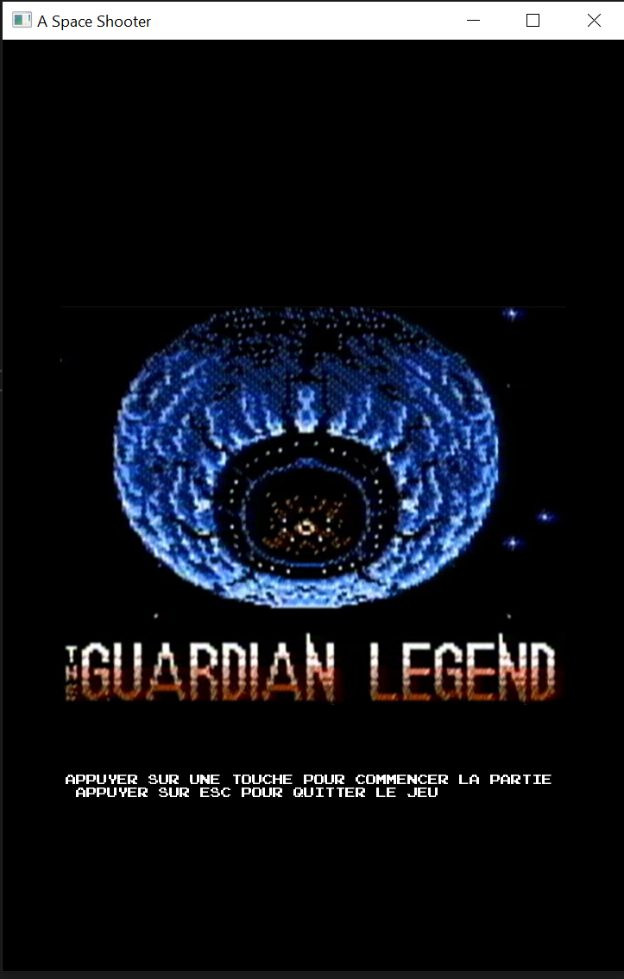 A Space Shooter
THE GUARDIAN LEGEND
APPUYER SUR UNE TOUCHE POUR COMMENCER LA PARTIE
APPUYER SUR ESC POUR QUITTER LE JEU